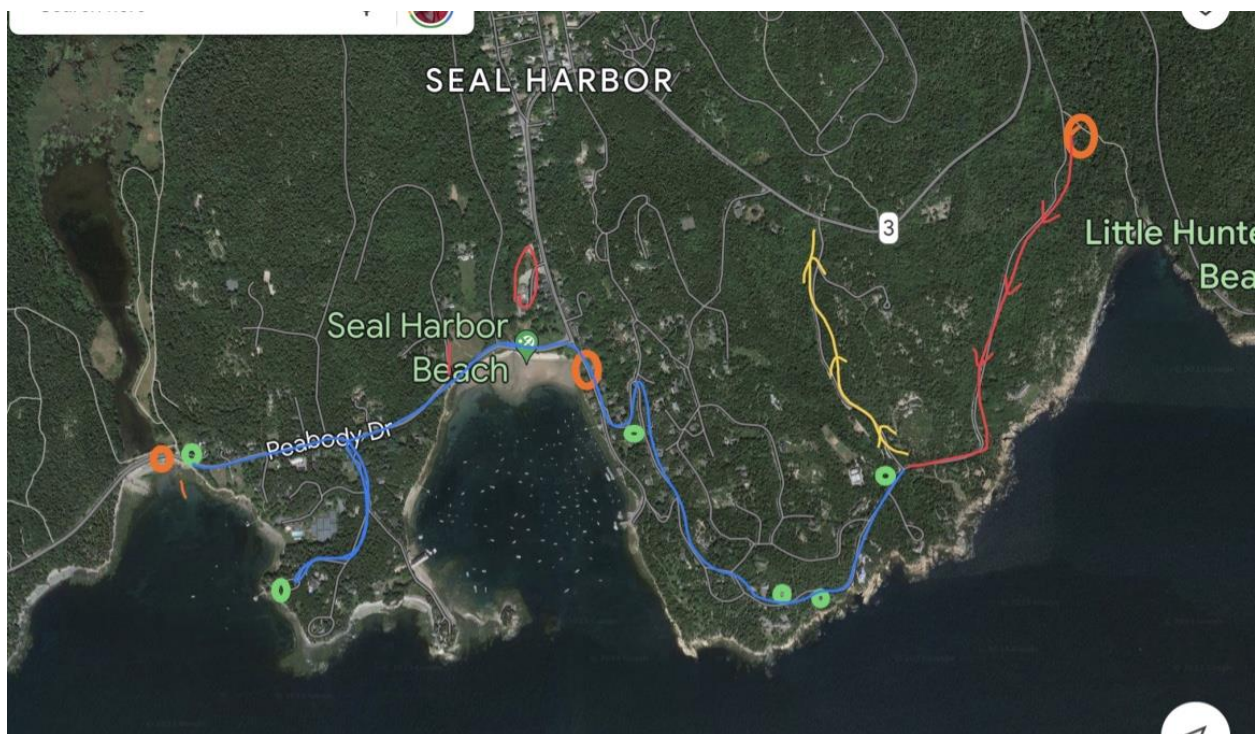 SEAL HARBOR
3
Little Hunte
Bea
Seal Harbor
Beach
Peabody Dr